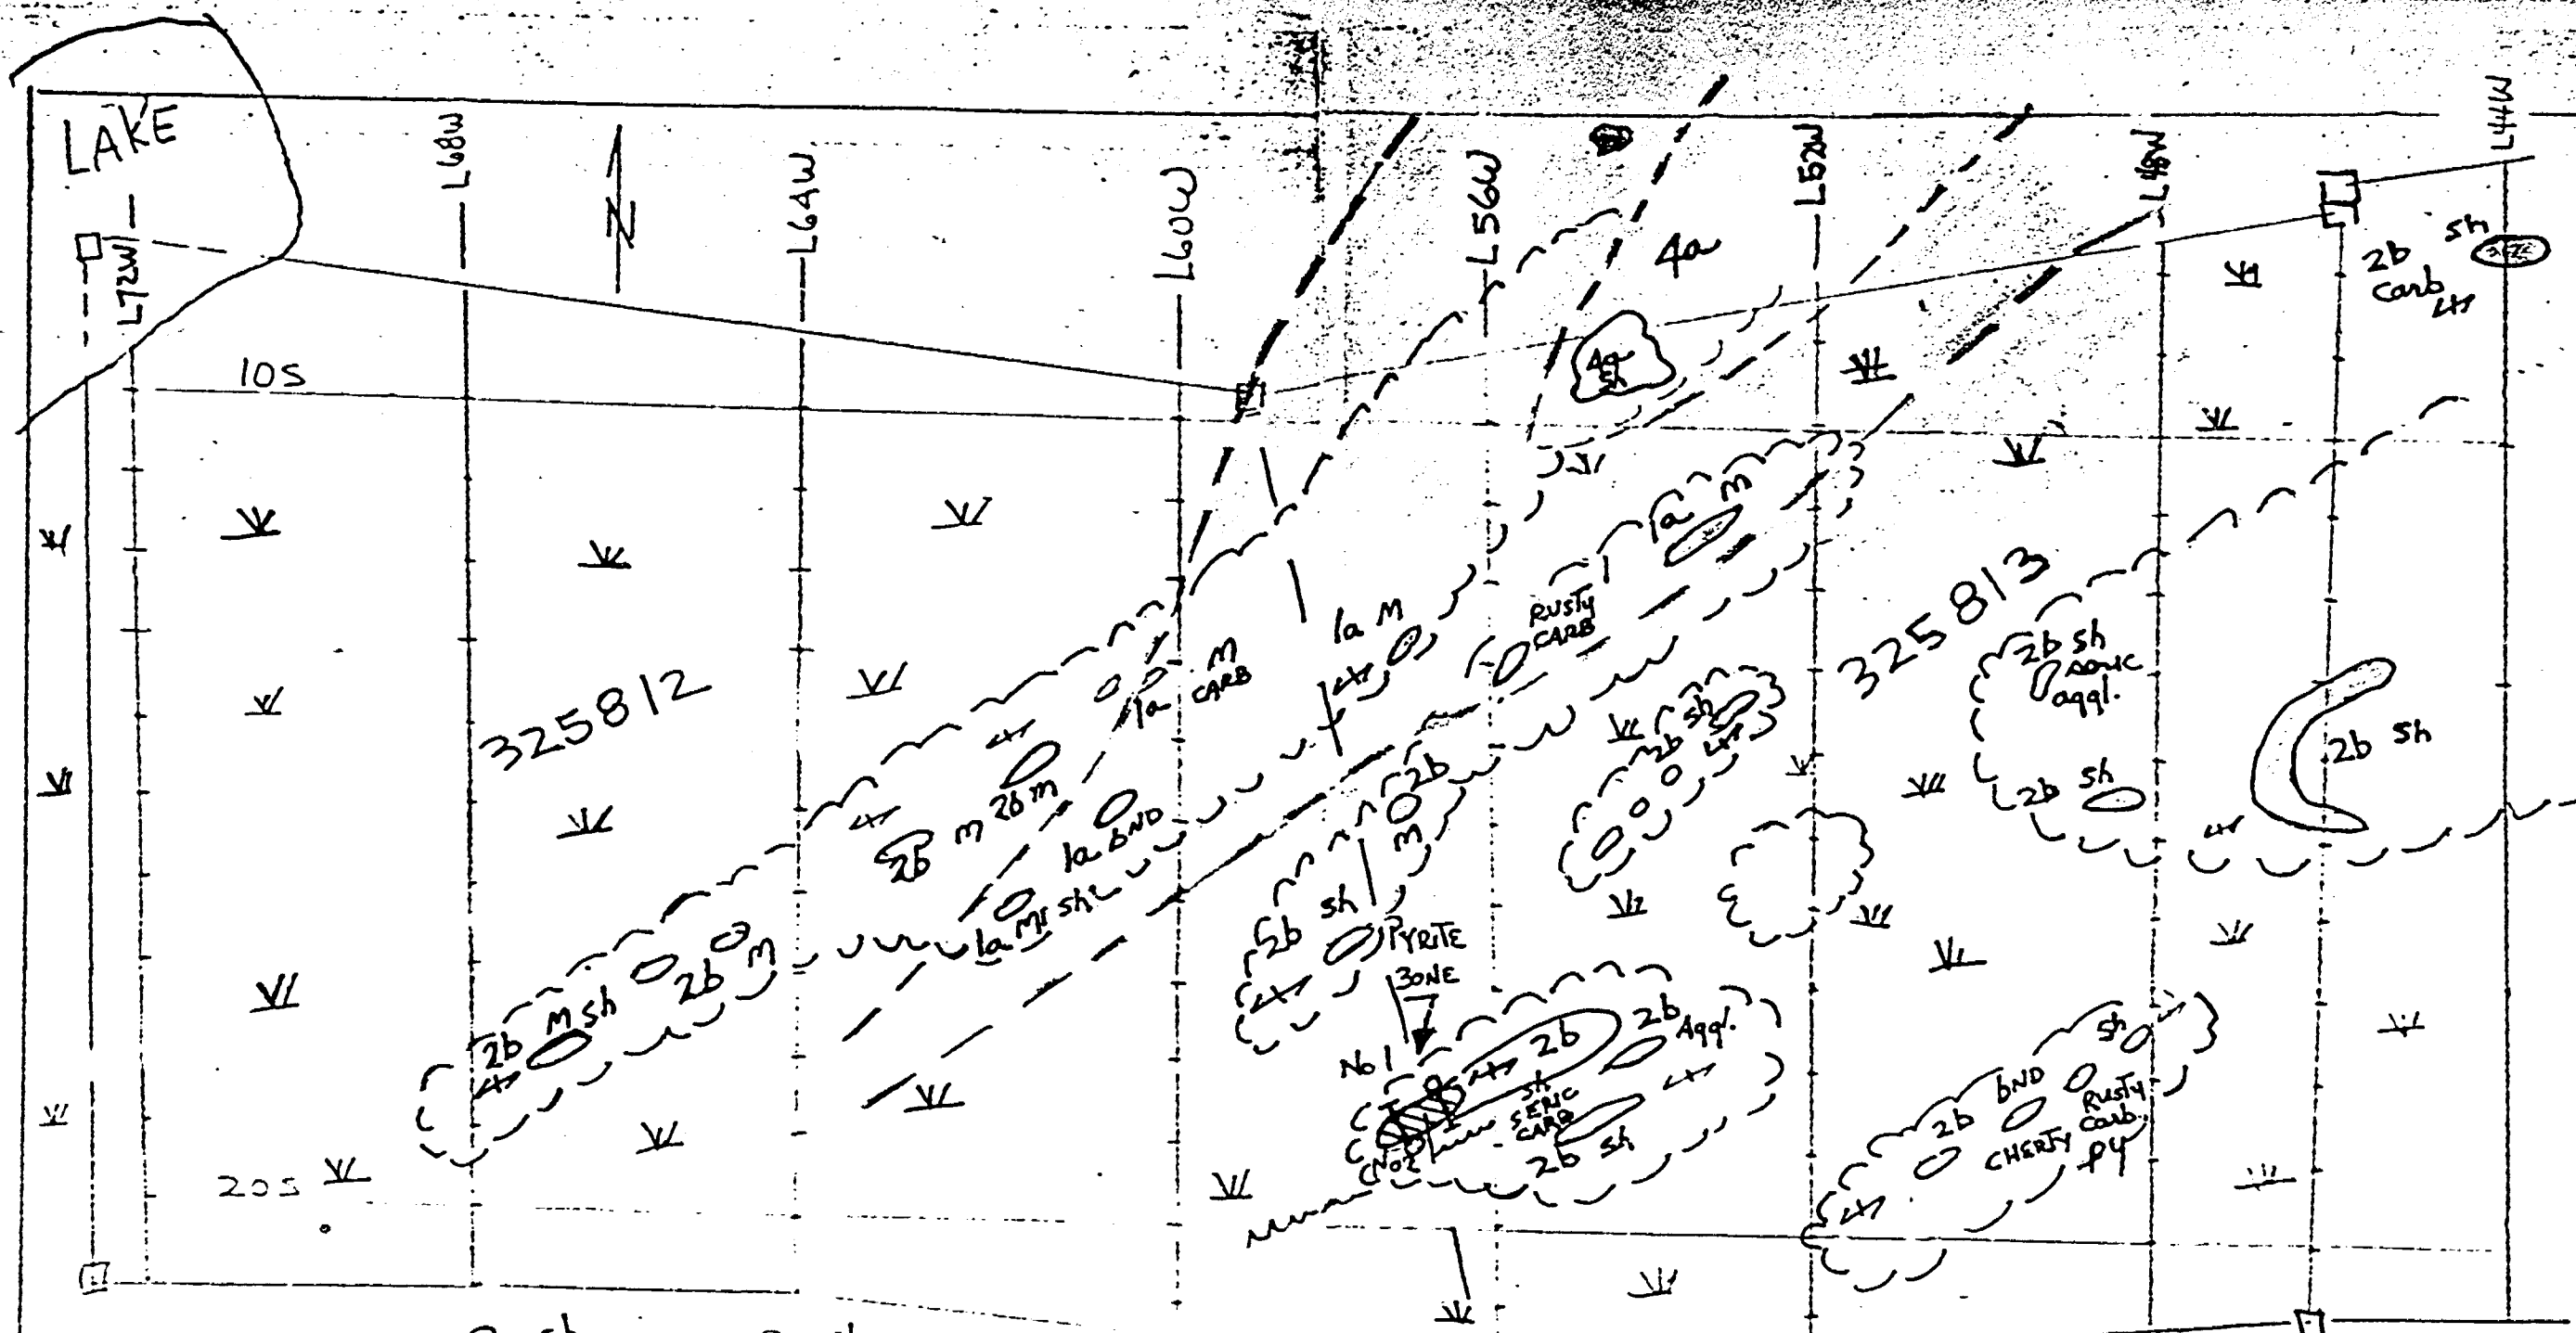 LAKE
L72W
L68W
N
L64W
L60W
L56W
L52W
L48W
L44W
4a
2b sh
Carb
10S
4a
sh
1a m
RUSTY
CARB
1a M
m
1a CARB
325812
325813
2b sh
aggl.
2b sh
2b sh
2b m
2b m
1a bND
1a M sh
2b
m
sh
2b
2b sh
PYRITE
ZONE
2b m
2b m sh
No 1
2b
2b Aggl.
sh
SERIC
CARB
No 2
2b sh
sh
2b bND
RUSTY
Carb.
CHERTY py
20S